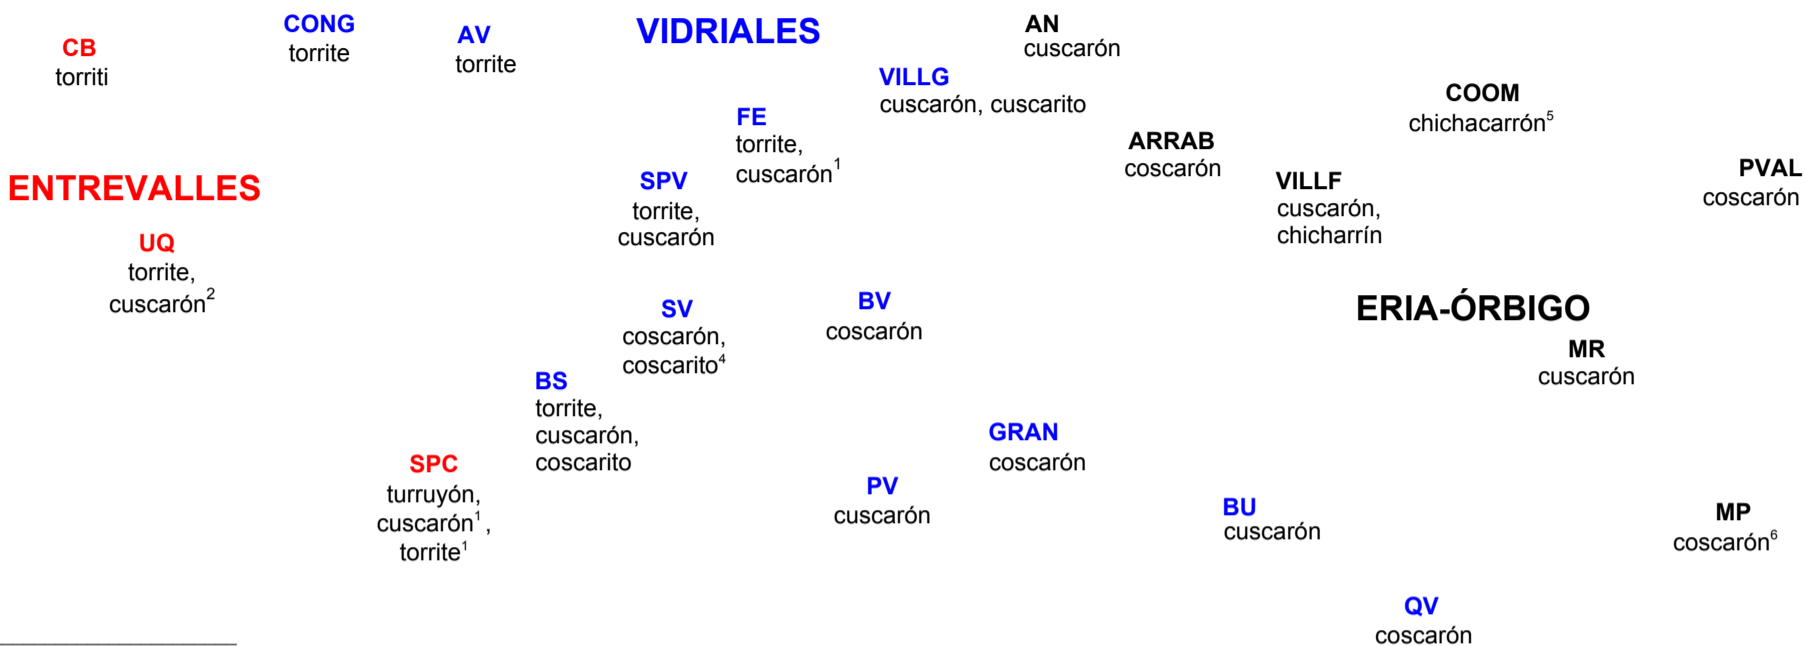 CB
torriti
CONG
torrite
AV
torrite
VIDRIALES
AN
cuscarón
VILLG
cuscarón, cuscarito
COOM
chichacarrón⁵
FE
torrite,
cuscarón¹
ARRAB
coscarón
PVAL
coscarón
ENTREVALLES
SPV
torrite,
cuscarón
VILLF
cuscarón,
chicharrín
UQ
torrite,
cuscarón²
SV
coscarón,
coscarito⁴
BV
coscarón
ERIA-ÓRBIGO
MR
cuscarón
BS
torrite,
cuscarón,
coscarito
GRAN
coscarón
SPC
turruyón,
cuscarón¹ ,
torrite¹
PV
cuscarón
BU
cuscarón
MP
coscarón⁶
QV
coscarón